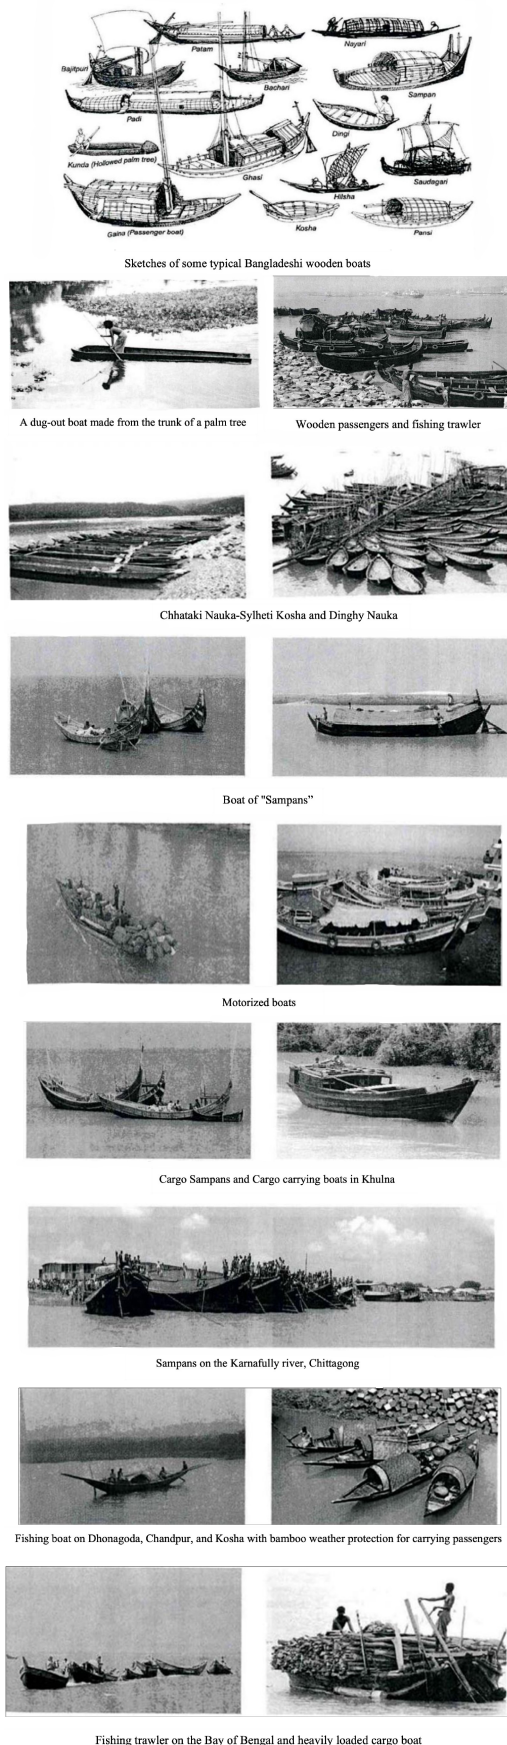 Patam
Nayari
Bajitpuri
Bachari
Sampan
Padi
Dingi
Kunda (Hollowed palm tree)
Ghasi
Saudagari
Hilsha
Gaina (Passenger boat)
Kosha
Pansi
Sketches of some typical Bangladeshi wooden boats
A dug-out boat made from the trunk of a palm tree
Wooden passengers and fishing trawler
Chhataki Nauka-Sylheti Kosha and Dinghy Nauka
Boat of "Sampans”
Motorized boats
Cargo Sampans and Cargo carrying boats in Khulna
Sampans on the Karnafully river, Chittagong
Fishing boat on Dhonagoda, Chandpur, and Kosha with bamboo weather protection for carrying passengers
Fishing trawler on the Bay of Bengal and heavily loaded cargo boat